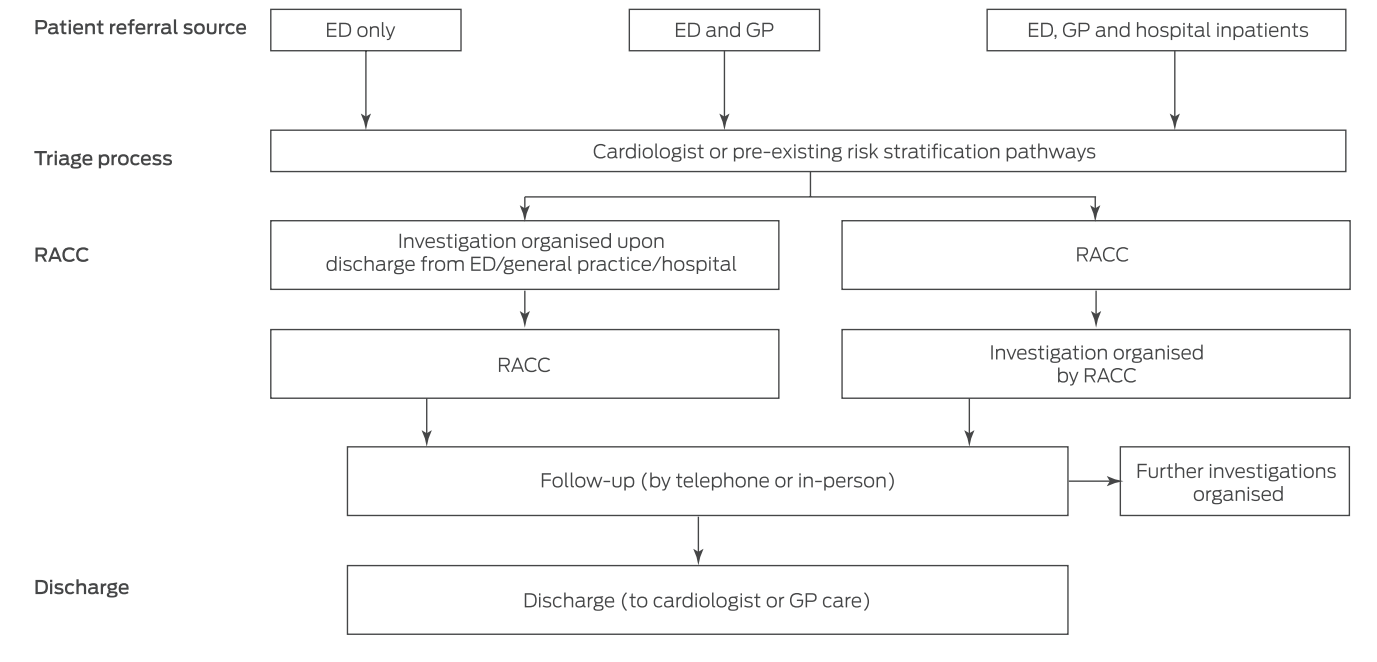 Patient referral source
ED only
ED and GP
ED, GP and hospital inpatients
Triage process
Cardiologist or pre-existing risk stratification pathways
RACC
Investigation organised upon
discharge from ED/general practice/hospital
RACC
RACC
Investigation organised
by RACC
Follow-up (by telephone or in-person)
Further investigations
organised
Discharge
Discharge (to cardiologist or GP care)